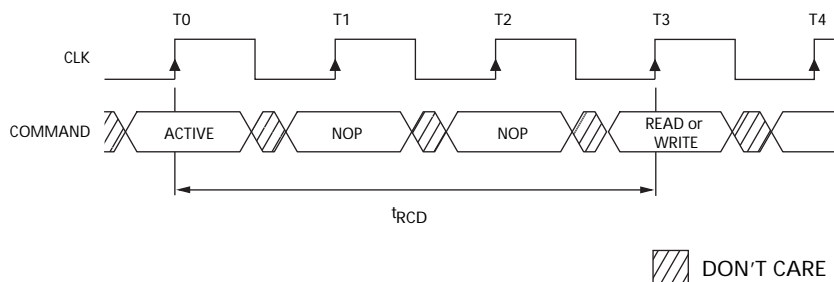 T0 T1 T2 T3 T4
CLK
COMMAND ACTIVE NOP NOP READ or
WRITE
tRCD
DON'T CARE